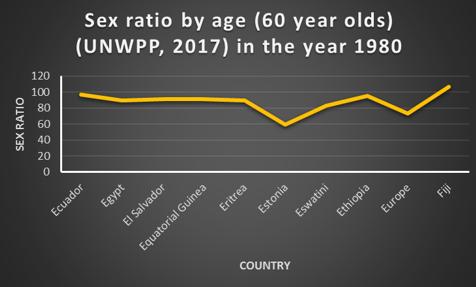 Sex ratio by age (60 year olds)
(UNWPP, 2017) in the year 1980
120
100
80
60
40
20
0
SEX RATIO
Ecuador
Egypt
El Salvador
Equatorial Guinea
Eritrea
Estonia
Eswatini
Ethiopia
Europe
Fiji
COUNTRY